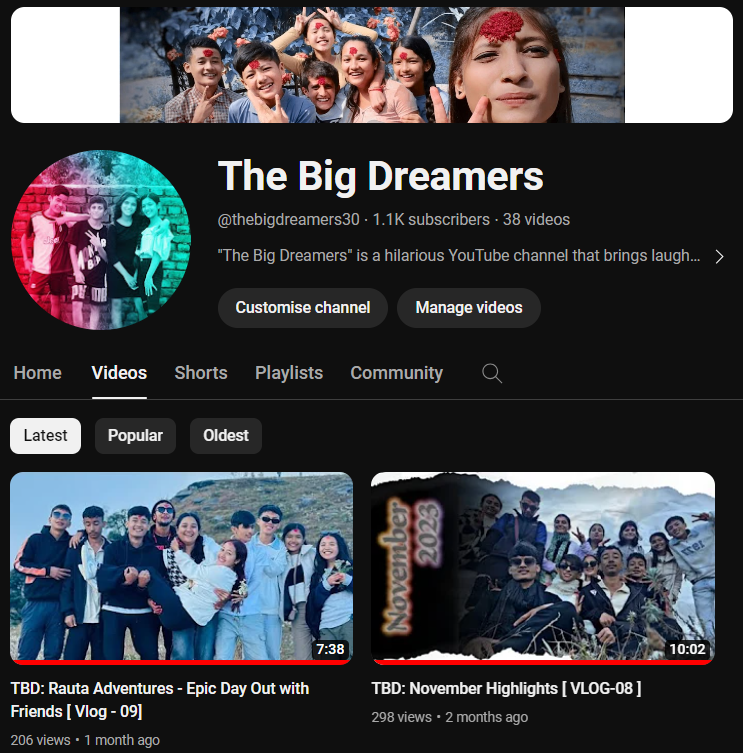 The Big Dreamers
@thebigdreamers30 · 1.1K subscribers · 38 videos
"The Big Dreamers" is a hilarious YouTube channel that brings laugh...
Customise channel
Manage videos
Home
Videos
Shorts
Playlists
Community
Latest
Popular
Oldest
7:38
November
2023
10:02
TBD: Rauta Adventures - Epic Day Out with
Friends [ Vlog - 09]
206 views • 1 month ago
TBD: November Highlights [ VLOG-08 ]
298 views • 2 months ago